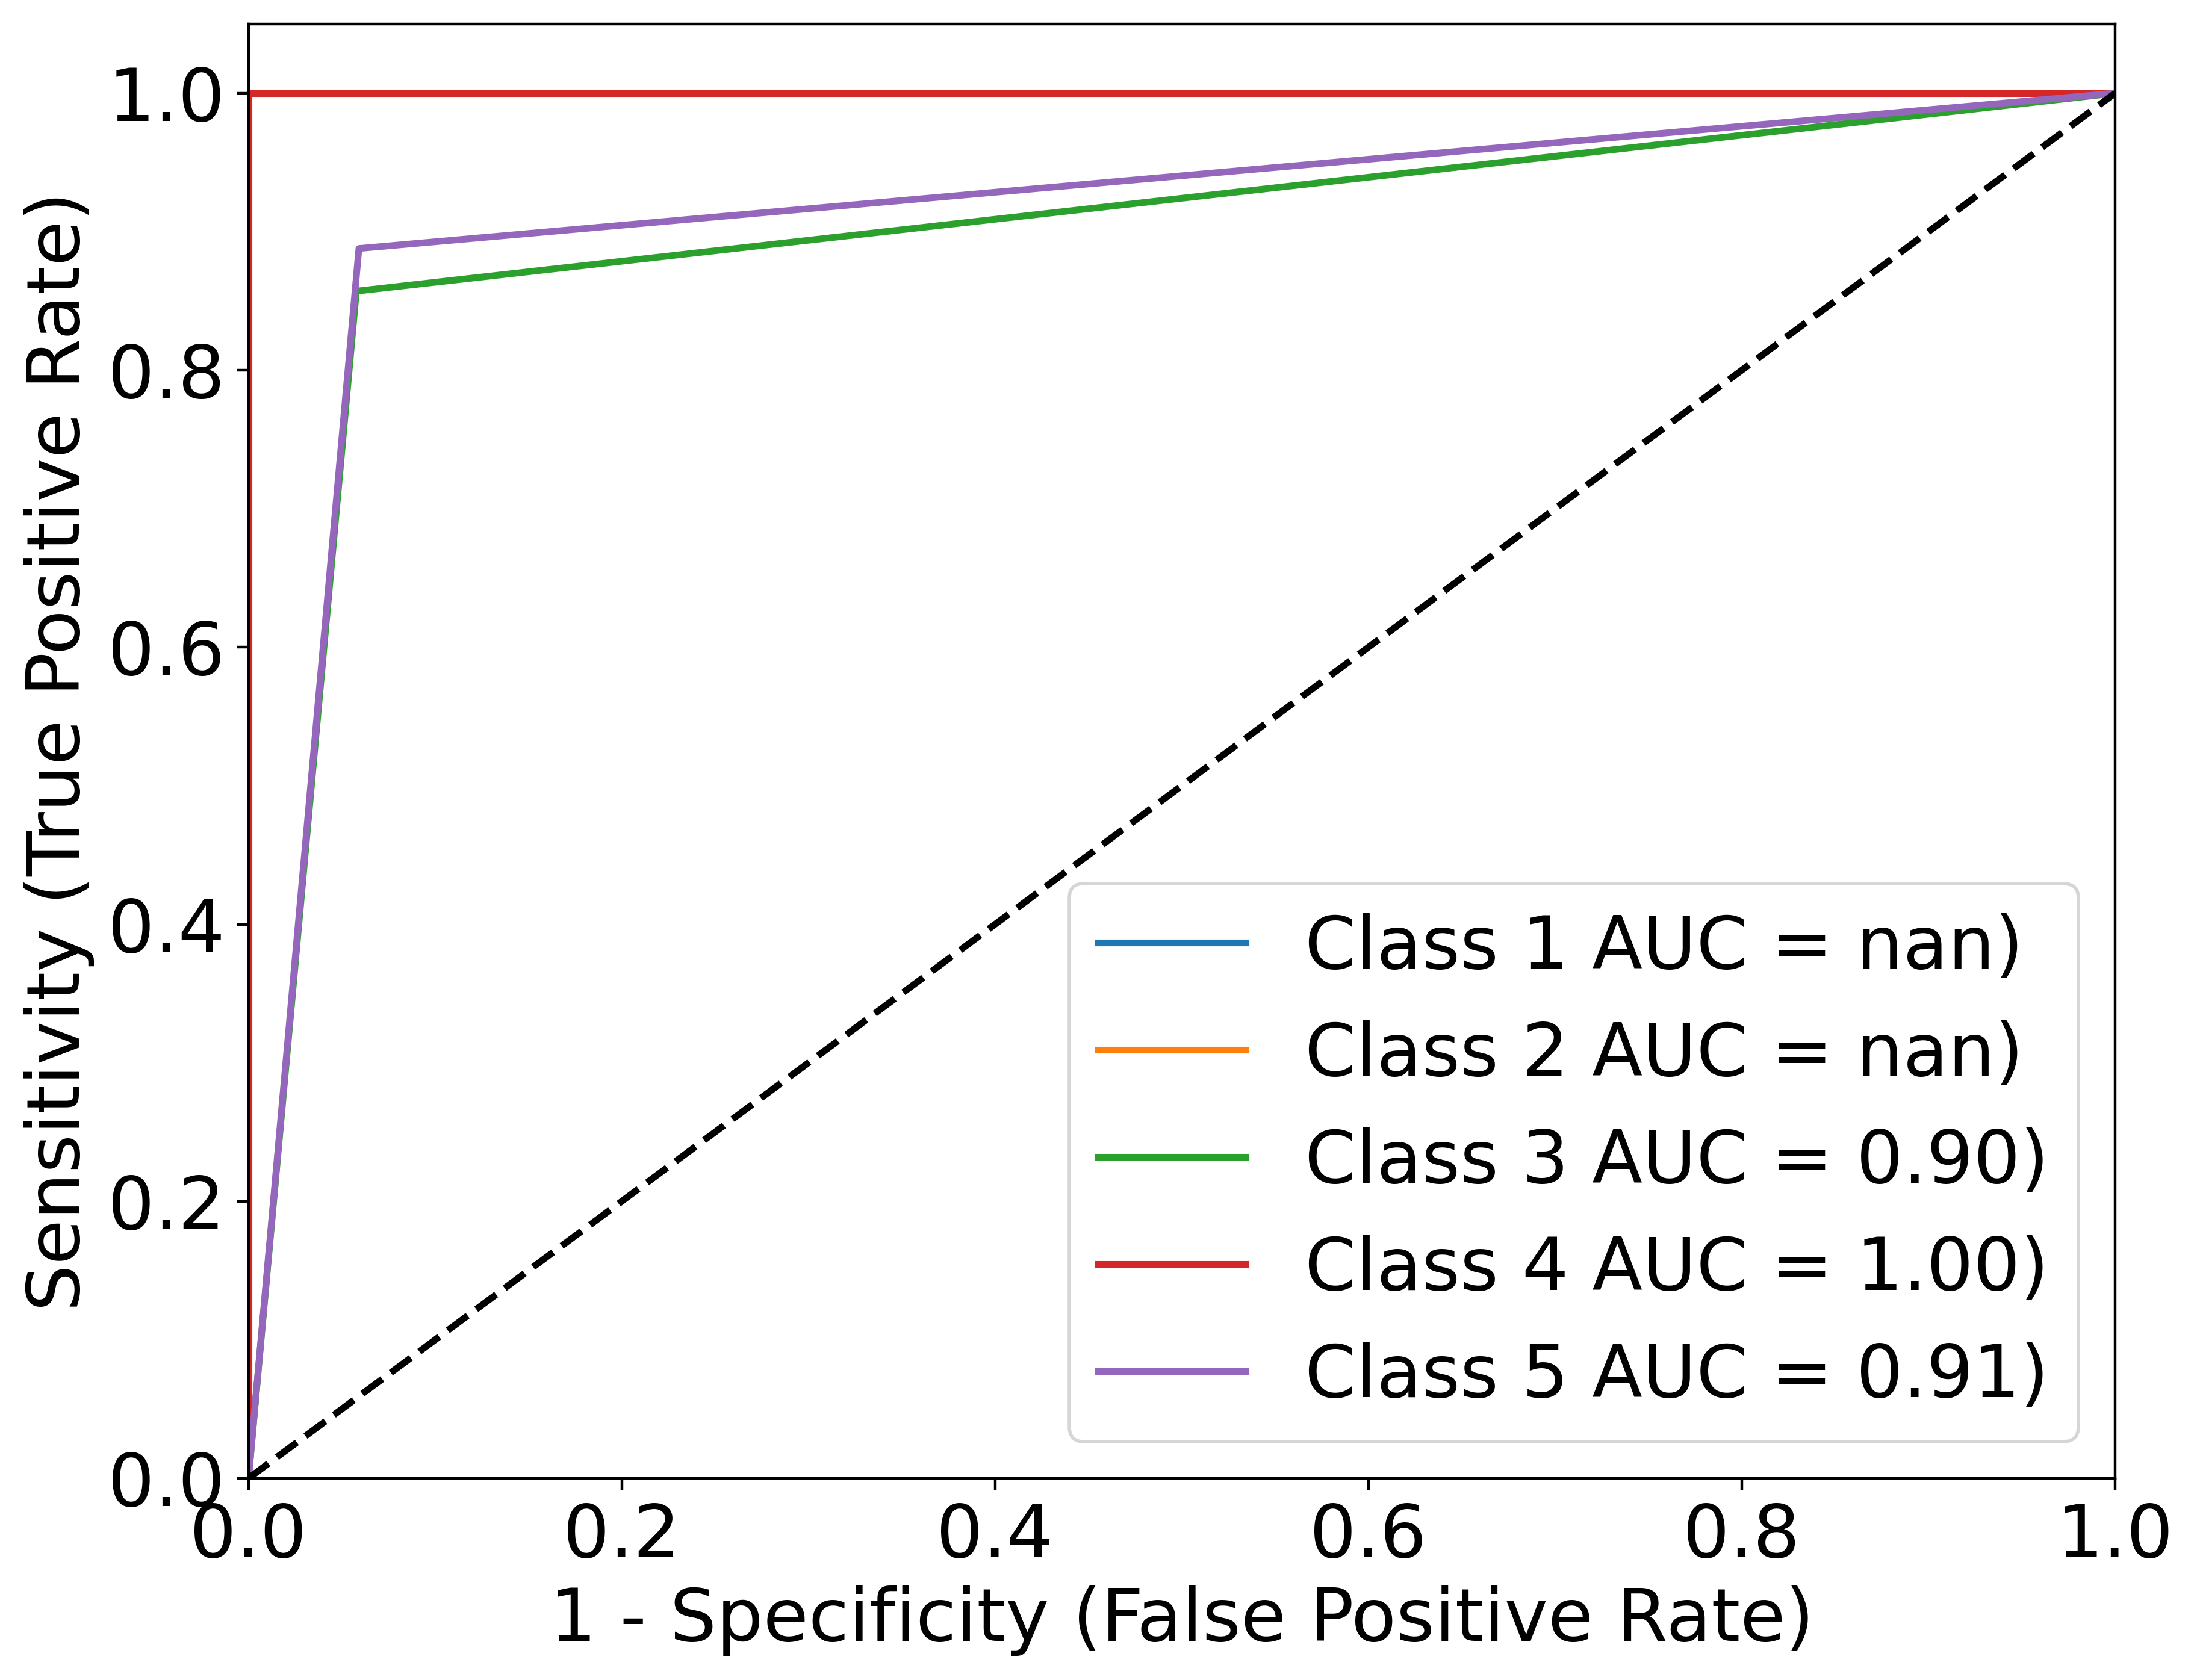 Sensitivity (True Positive Rate)
1.0
0.8
0.6
0.4
0.2
0.0
Class 1 AUC = nan)
Class 2 AUC = nan)
Class 3 AUC = 0.90)
Class 4 AUC = 1.00)
Class 5 AUC = 0.91)
0.0 0.2 0.4 0.6 0.8 1.0
1 - Specificity (False Positive Rate)